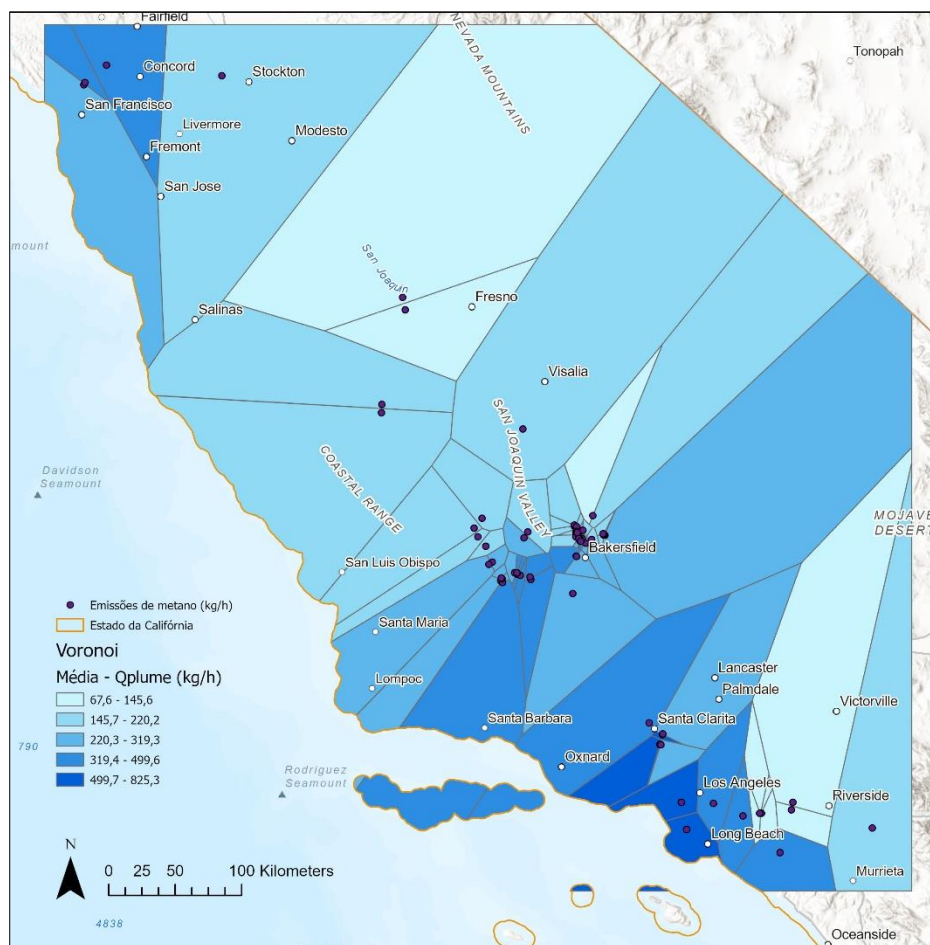 Fairfield
NEVADA MOUNTAINS
Tonopah
Concord
Stockton
San Francisco
Livermore
Modesto
Fremont
San Jose
mount
San Joaquin
Fresno
Salinas
Visalia
SAN JOAQUIN VALLEY
COASTAL RANGE
Davidson
Seamount
MOJAVE
DESERT
Bakersfield
San Luis Obispo
Santa Maria
Lompoc
Lancaster
Palmdale
Victorville
Santa Barbara
Santa Clarita
Oxnard
Los Angeles
Riverside
Long Beach
Murrieta
Oceanside
Rodriguez
Seamount
790
4838
Emissões de metano (kg/h)
Estado da Califórnia
Voronoi
Média - Qplume (kg/h)
67,6 - 145,6
145,7 - 220,2
220,3 - 319,3
319,4 - 499,6
499,7 - 825,3
N
0 25 50 100 Kilometers